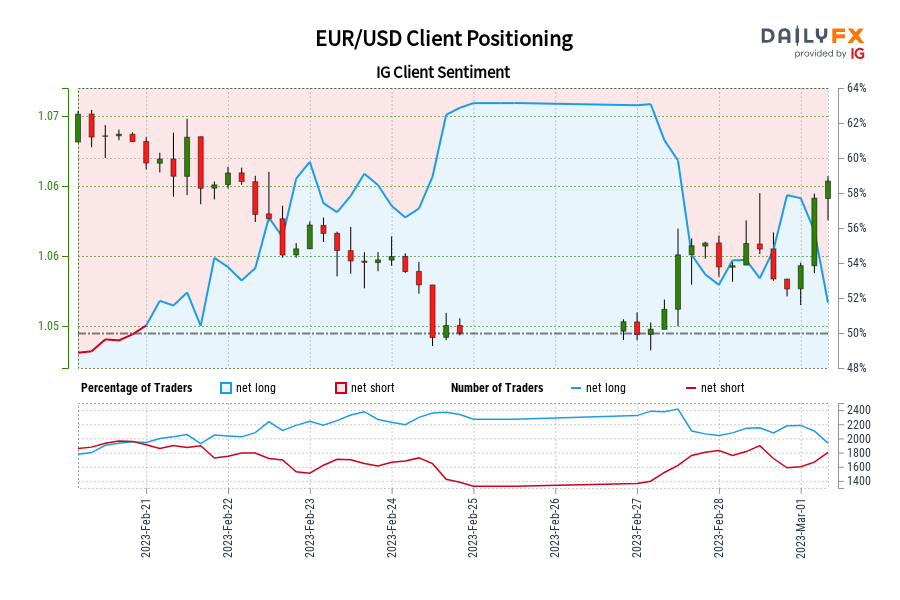 EUR/USD Client Positioning
DAILYFX
provided by IG
IG Client Sentiment
1.07
1.06
1.06
1.05
64%
62%
60%
58%
56%
54%
52%
50%
48%
Percentage of Traders net long net short Number of Traders net long net short
2400
2200
2000
1800
1600
1400
2023-Feb-21
2023-Feb-22
2023-Feb-23
2023-Feb-24
2023-Feb-25
2023-Feb-26
2023-Feb-27
2023-Feb-28
2023-Mar-01